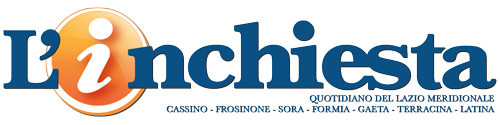 L'inchiesta
QUOTIDIANO DEL LAZIO MERIDIONALE
CASSINO - FROSINONE - SORA - FORMIA - GAETA - TERRACINA - LATINA